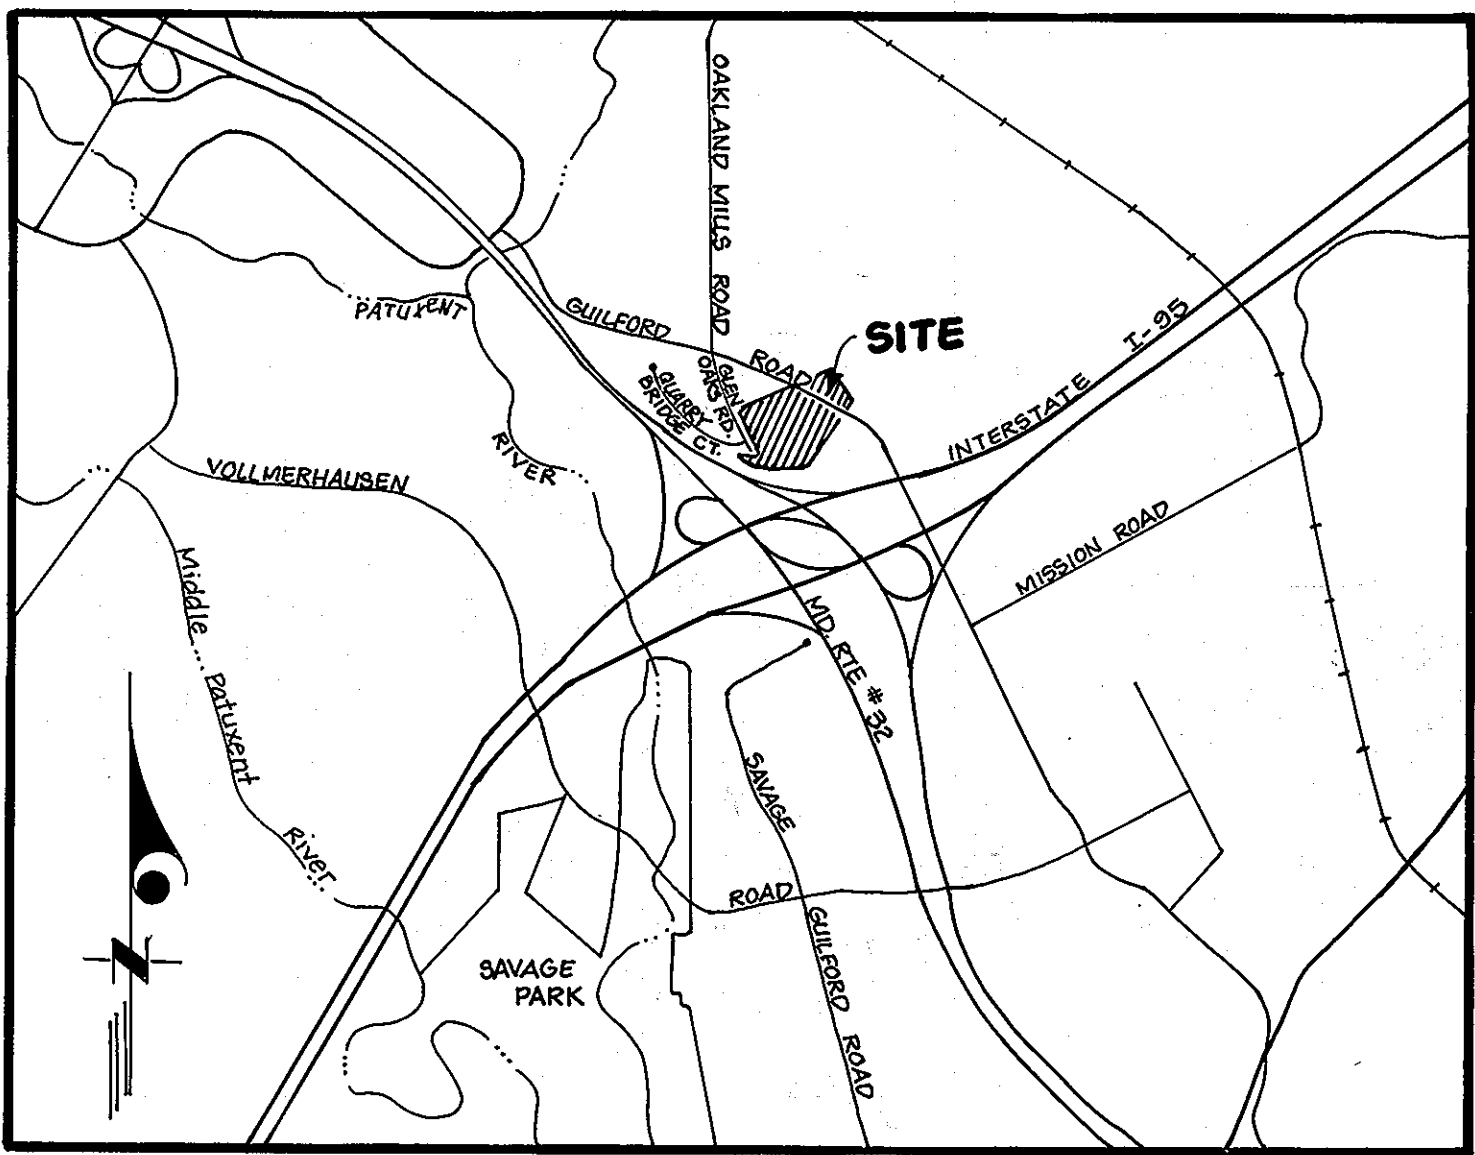 OAKLAND MILLS ROAD
PATUXENT
RIVER
GUILFORD
ROAD
SITE
GLEN
OAKS RD.
QUARRY
BRIDGE CT.
INTERSTATE I-95
VOLLMERHAUSEN
ROAD
MISSION ROAD
Middle Patuxent River
MD. RTE #32
SAVAGE
GUILFORD ROAD
SAVAGE
PARK
N